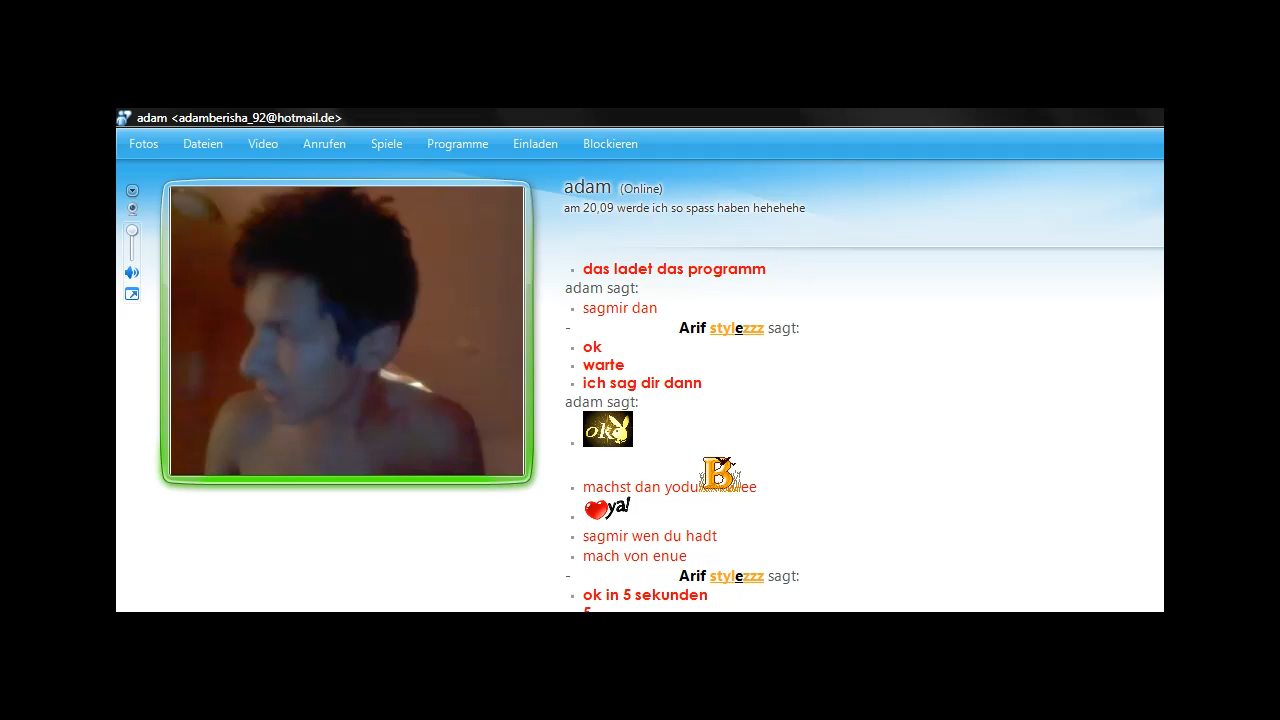 adam <adamberisha_92@hotmail.de>
Fotos Dateien Video Anrufen Spiele Programme Einladen Blockieren
adam (Online)
am 20,09 werde ich so spass haben hehehehe
das ladet das programm
adam sagt:
sagmir dan
- Arif stylezzz sagt:
ok
warte
ich sag dir dann
adam sagt:
machst dan
ya!
sagmir wen du hadt
mach von enue
- Arif stylezzz sagt:
ok in 5 sekunden